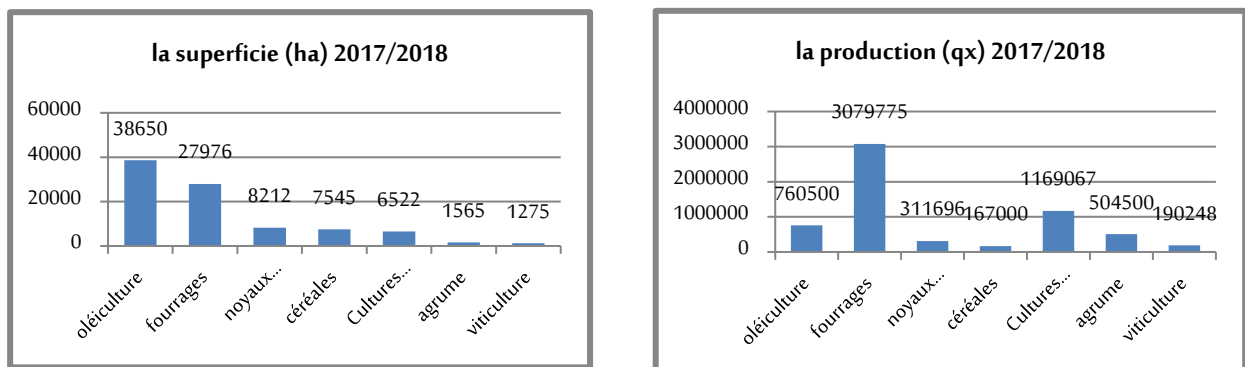 la superficie (ha) 2017/2018
60000
40000
20000
0
38650
27976
8212
7545
6522
1565
1275
oléiculture
fourrages
noyaux...
céréales
Cultures...
agrume
viticulture
la production (qx) 2017/2018
4000000
3000000
2000000
1000000
0
760500
3079775
311696
167000
1169067
504500
190248
oléiculture
fourrages
noyaux...
céréales
Cultures...
agrume
viticulture